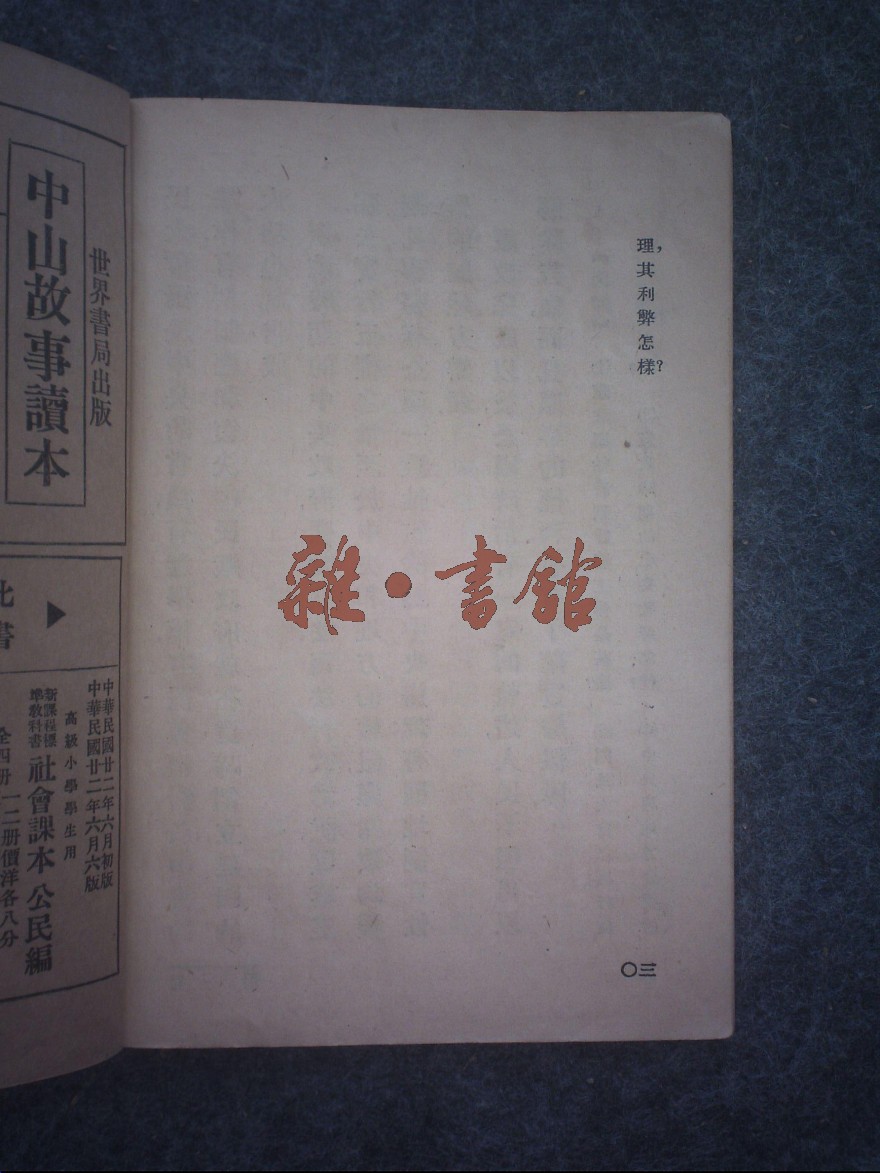 理,其利弊怎樣?
三〇
雜·書館
世界書局出版
中山故事讀本
中華民國廿二年六月初版
中華民國廿二年六月六版
高級小學學生用
新課程標
準教科書
社會課本 公民編
全四册 一二册價洋各八分